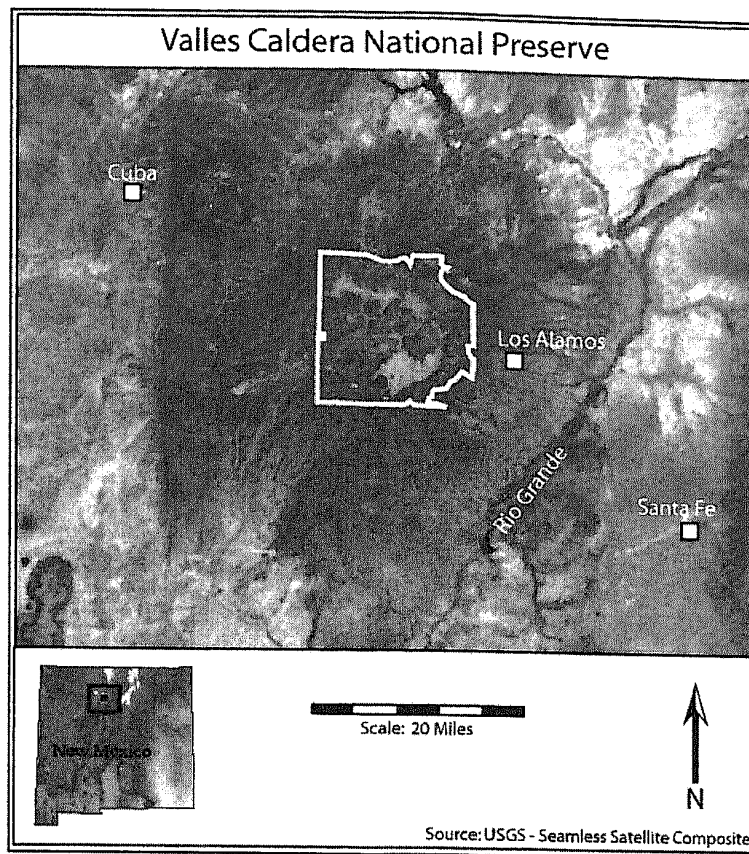 Valles Caldera National Preserve
Cuba
Los Alamos
Rio Grande
Santa Fe
New Mexico
Scale: 20 Miles
N
Source: USGS - Seamless Satellite Composite